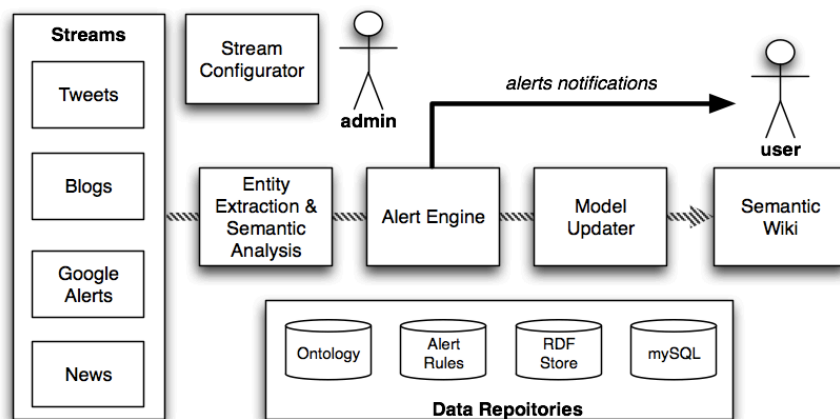 Streams
Tweets
Blogs
Google
Alerts
News
Stream
Configurator
admin
alerts notifications
user
Entity
Extraction &
Semantic
Analysis
Alert Engine
Model
Updater
Semantic
Wiki
Ontology
Alert
Rules
RDF
Store
mySQL
Data Repoitories